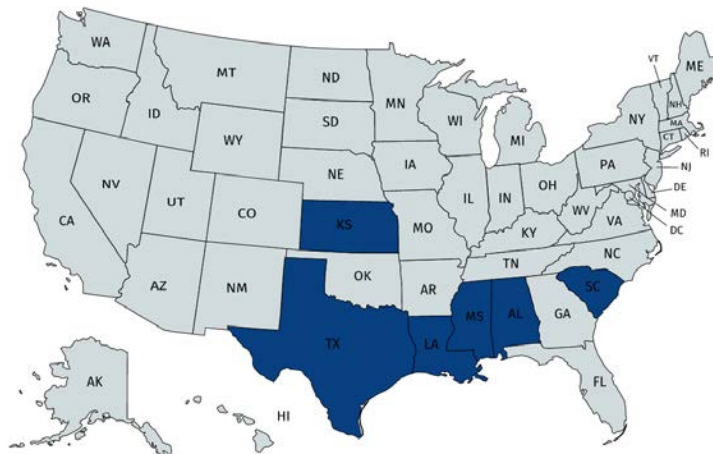 WA
MT
ND
MN
VT
ME
OR
ID
SD
WI
MI
NY
NH
MA
CT
RI
WY
IA
PA
NJ
NE
NV
UT
CO
IL
IN
OH
DE
MD
DC
CA
KS
MO
WV
VA
KY
NC
TN
OK
AZ
NM
AR
SC
MS
AL
GA
TX
LA
FL
AK
HI